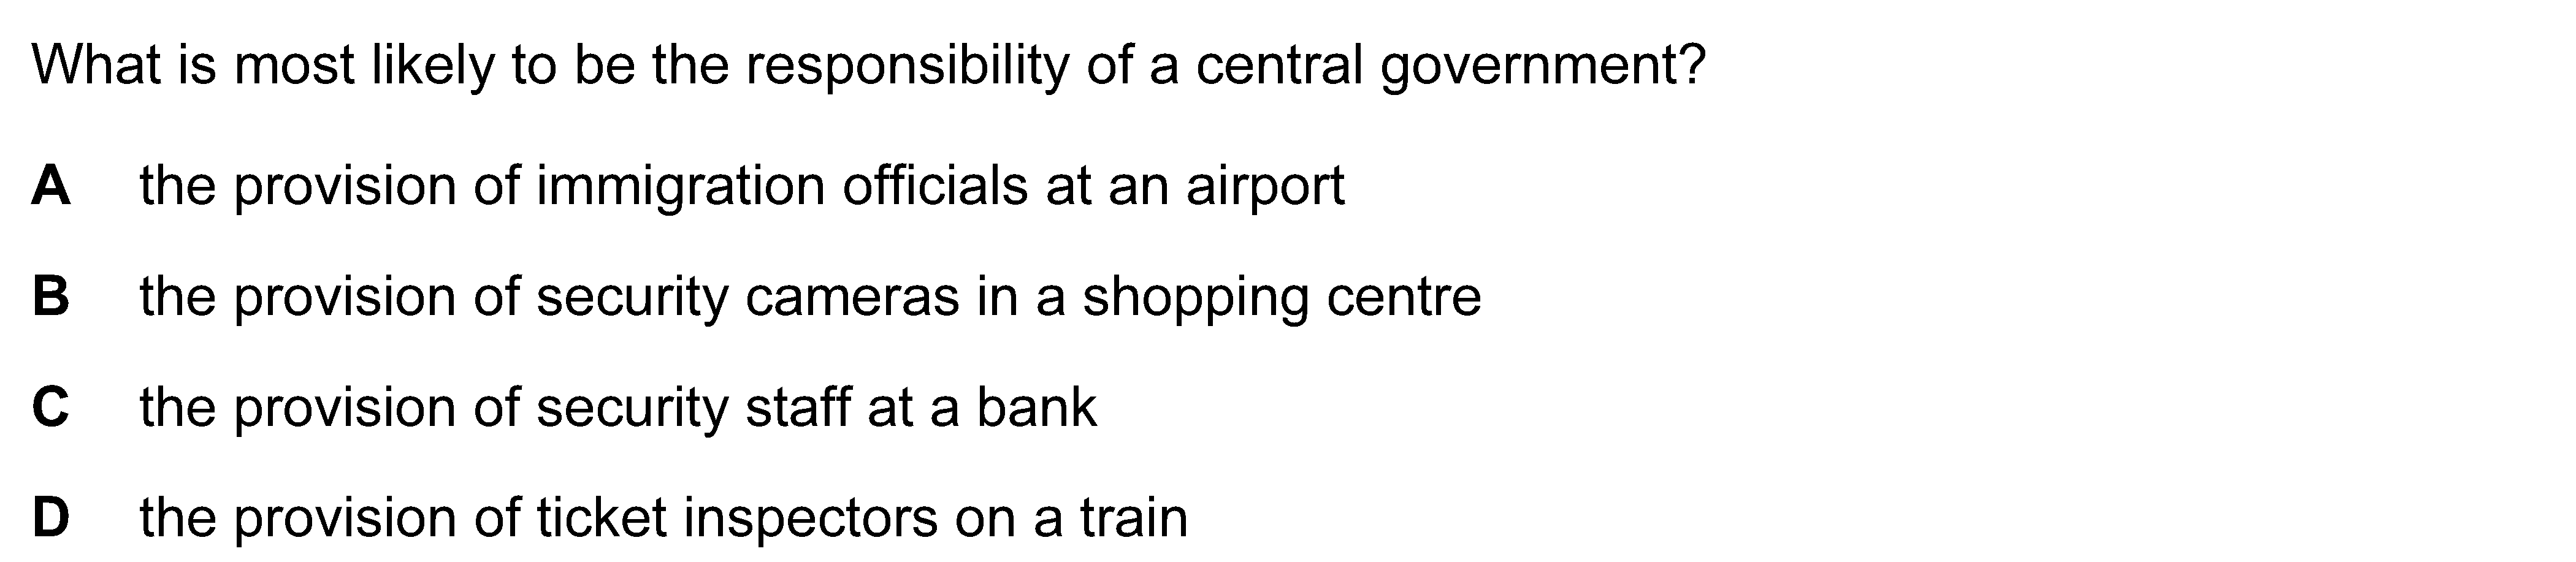 What is most likely to be the responsibility of a central government?
A the provision of immigration officials at an airport
B the provision of security cameras in a shopping centre
C the provision of security staff at a bank
D the provision of ticket inspectors on a train